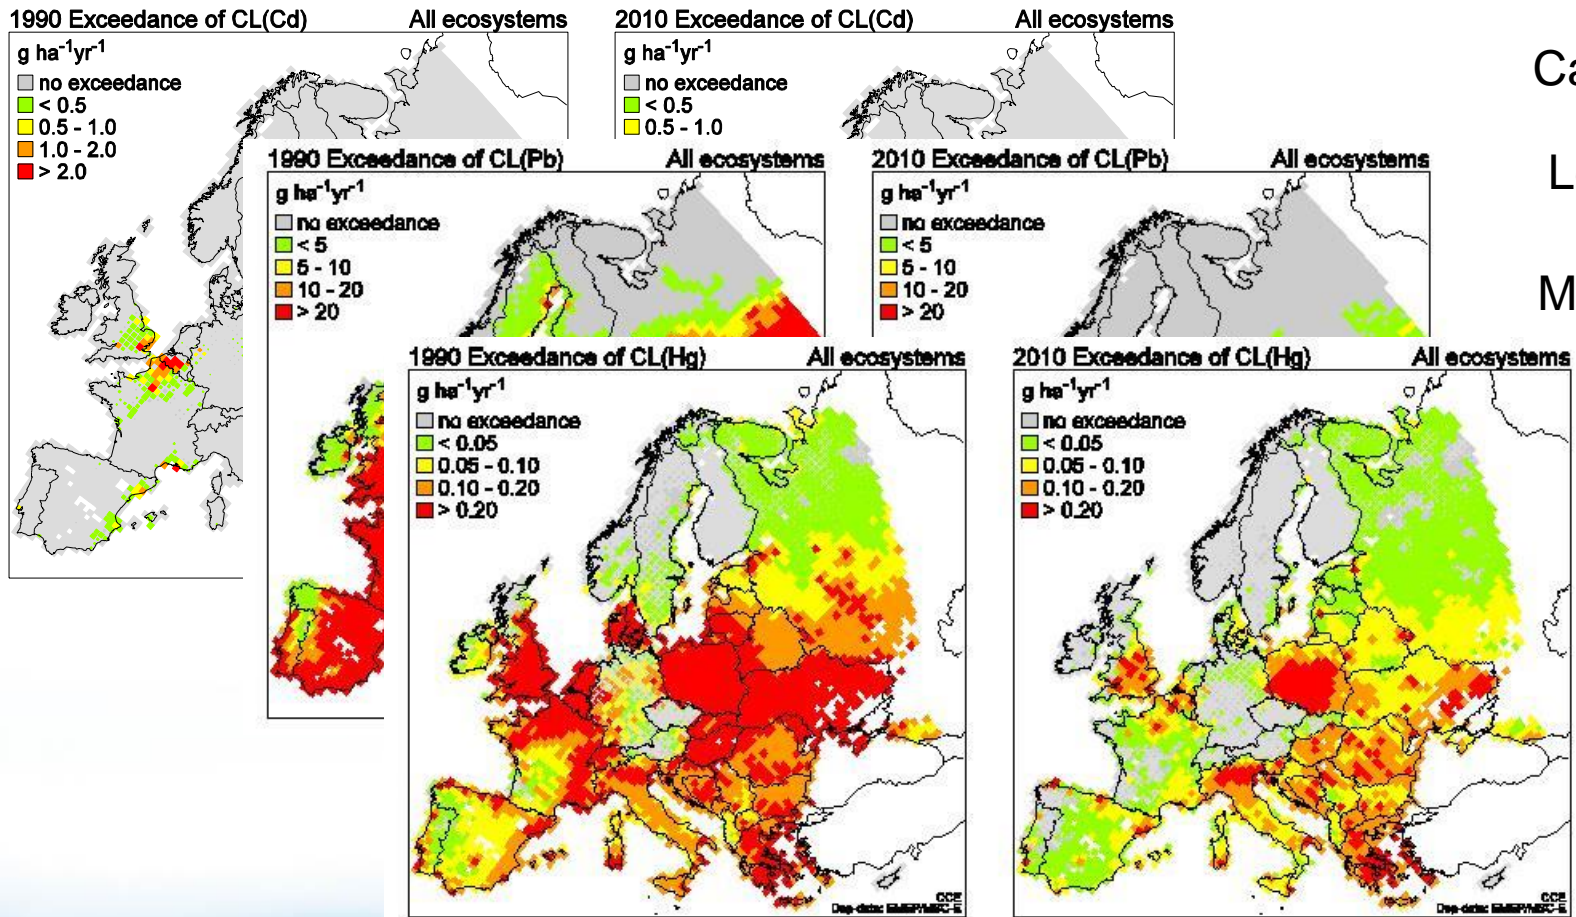 1990 Exceedance of CL(Cd) All ecosystems
g ha⁻¹yr⁻¹
no exceedance
< 0.5
0.5 - 1.0
1.0 - 2.0
> 2.0
2010 Exceedance of CL(Cd) All ecosystems
g ha⁻¹yr⁻¹
no exceedance
< 0.5
0.5 - 1.0
Ca
L
M
1990 Exceedance of CL(Pb) All ecosystems
g ha⁻¹yr⁻¹
no exceedance
< 5
5 - 10
10 - 20
> 20
2010 Exceedance of CL(Pb) All ecosystems
g ha⁻¹yr⁻¹
no exceedance
< 5
5 - 10
10 - 20
> 20
1990 Exceedance of CL(Hg) All ecosystems
g ha⁻¹yr⁻¹
no exceedance
< 0.05
0.05 - 0.10
0.10 - 0.20
> 0.20
CCE
Dep-data: EMEP/MSC-E
2010 Exceedance of CL(Hg) All ecosystems
g ha⁻¹yr⁻¹
no exceedance
< 0.05
0.05 - 0.10
0.10 - 0.20
> 0.20
CCE
Dep-data: EMEP/MSC-E